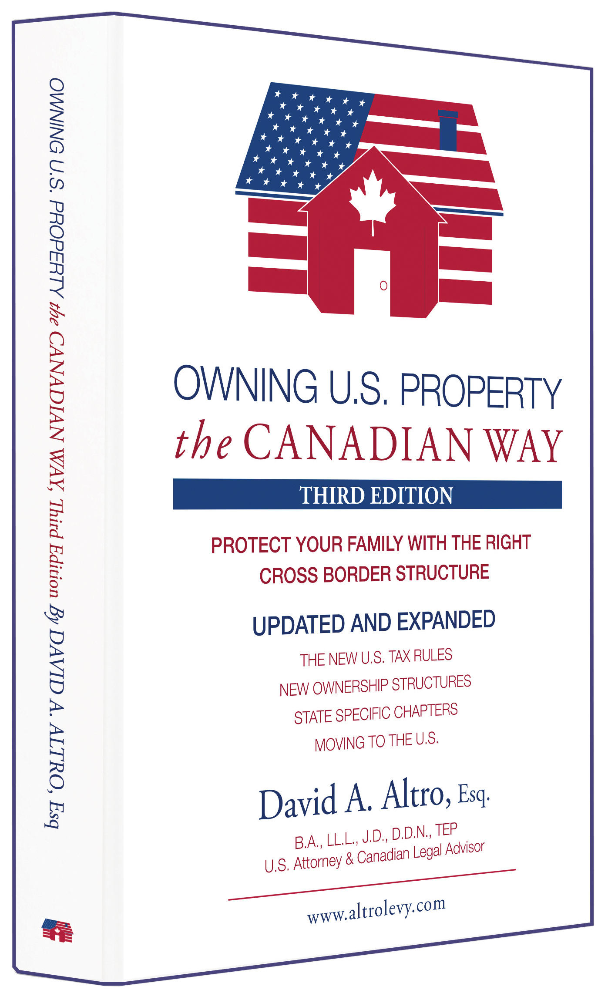 OWNING U.S. PROPERTY the CANADIAN WAY, Third Edition By DAVID A. ALTRO, Esq
OWNING U.S. PROPERTY
the CANADIAN WAY
THIRD EDITION
PROTECT YOUR FAMILY WITH THE RIGHT
CROSS BORDER STRUCTURE
UPDATED AND EXPANDED
THE NEW U.S. TAX RULES
NEW OWNERSHIP STRUCTURES
STATE SPECIFIC CHAPTERS
MOVING TO THE U.S.
David A. Altro, Esq.
B.A., LL.L., J.D., D.D.N., TEP
U.S. Attorney & Canadian Legal Advisor
www.altrolevy.com